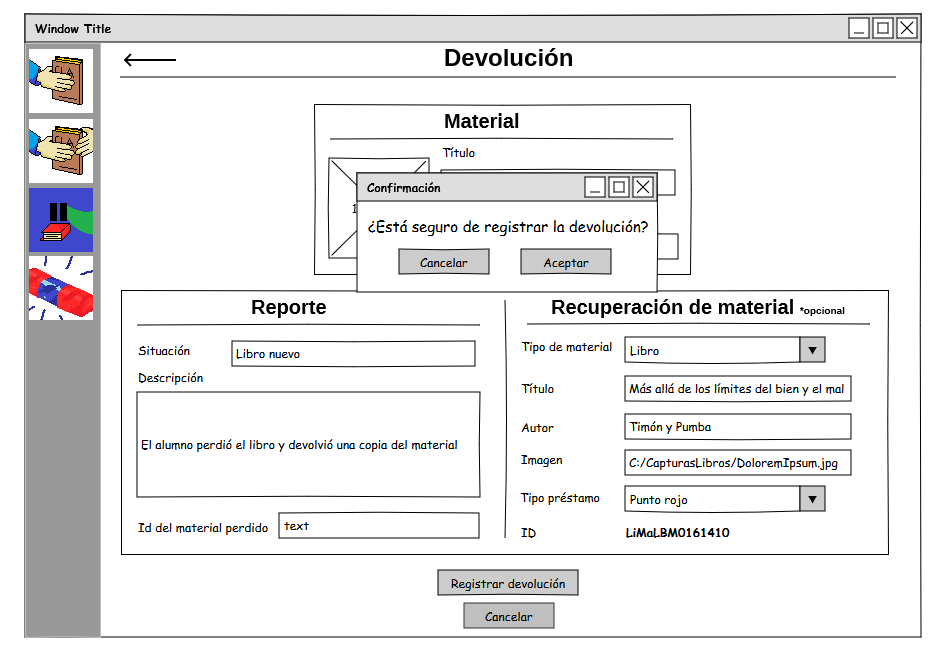 Window Title
Devolución
Material
Título
Confirmación
¿Está seguro de registrar la devolución?
Cancelar
Aceptar
Reporte
Situación
Libro nuevo
Descripción
El alumno perdió el libro y devolvió una copia del material
Id del material perdido
text
Recuperación de material *opcional
Tipo de material
Libro
Título
Más allá de los límites del bien y el mal
Autor
Timón y Pumba
Imagen
C:/CapturasLibros/DoloremIpsum.jpg
Tipo préstamo
Punto rojo
ID
LiMaLBM0161410
Registrar devolución
Cancelar